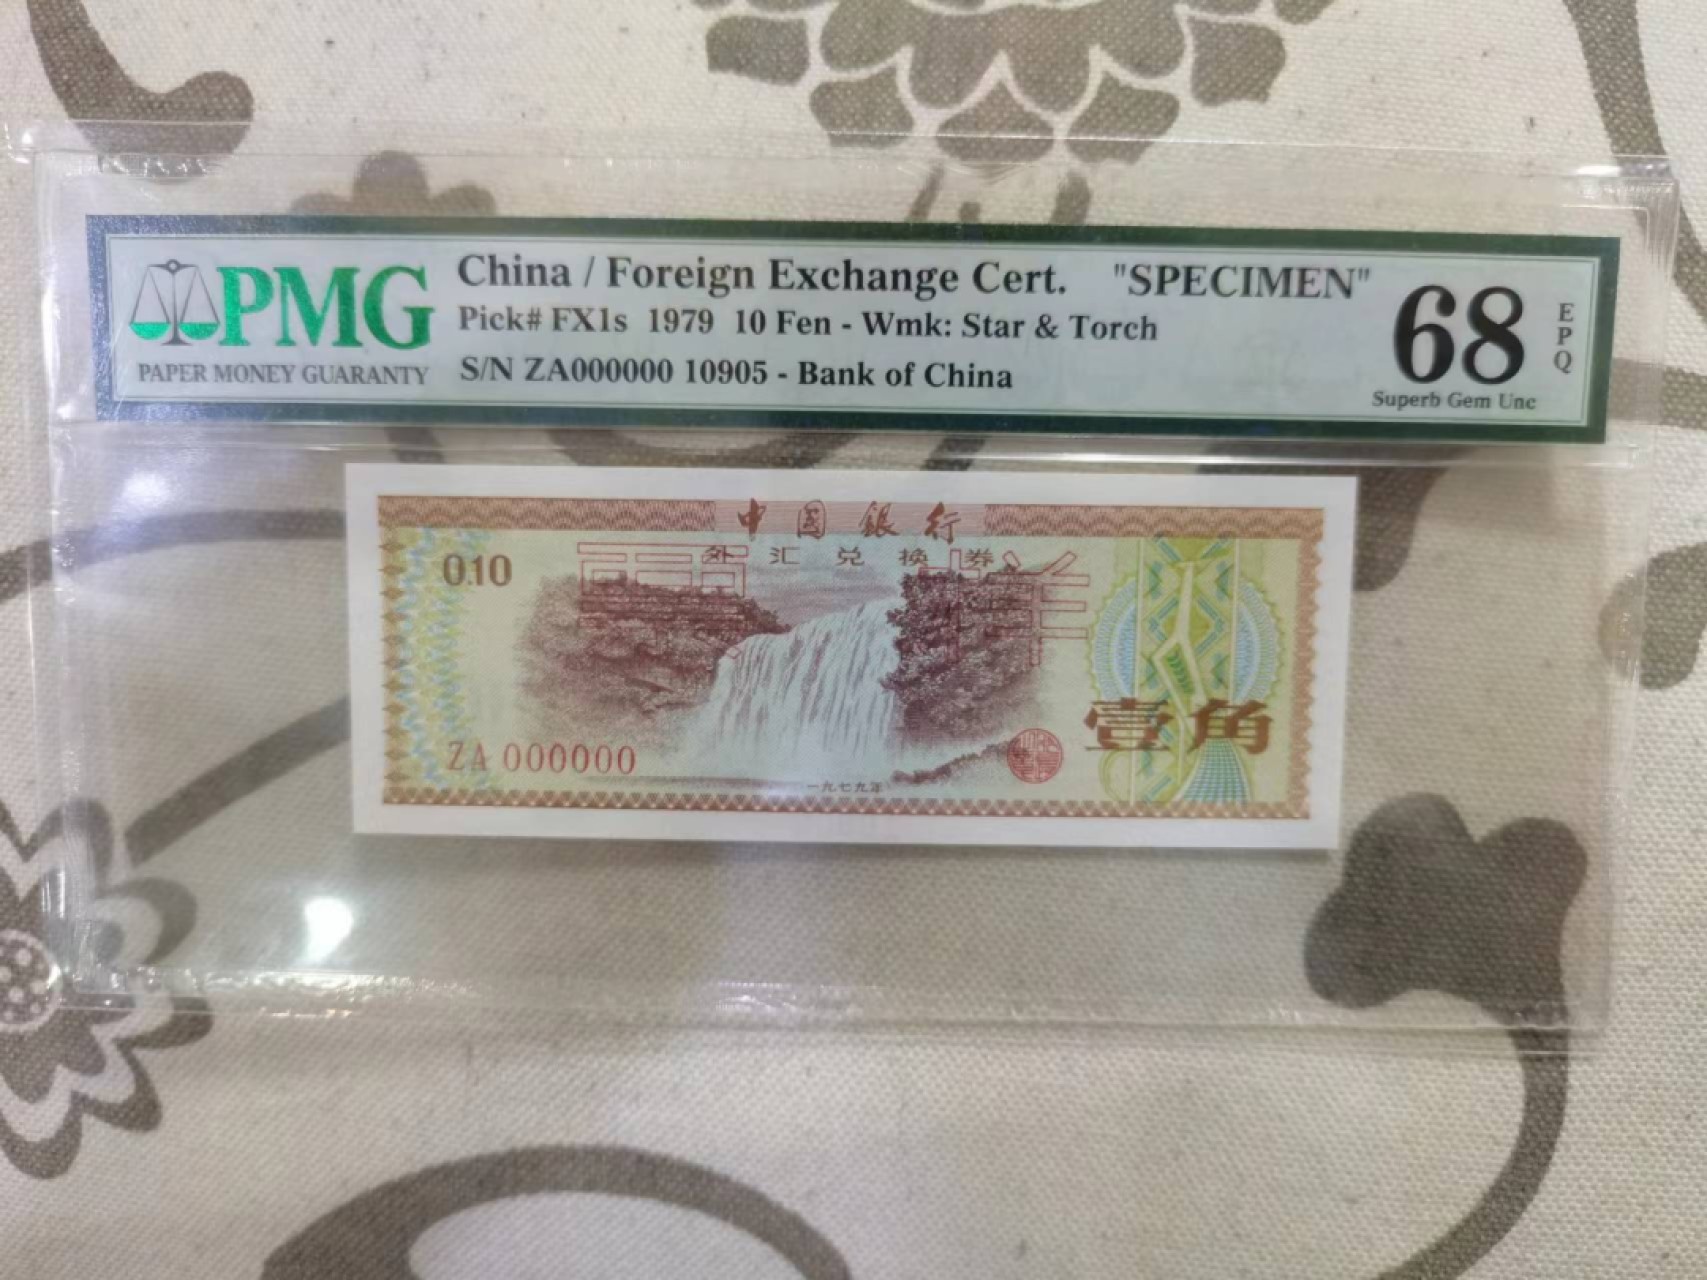 PMG
PAPER MONEY GUARANTY
China / Foreign Exchange Cert. "SPECIMEN"
Pick# FX1s 1979 10 Fen - Wmk: Star & Torch
S/N ZA000000 10905 - Bank of China
68
EPQ
Superb Gem Unc
中国银行
外汇兑换券
0.10
票样
ZA 000000
壹角
一九七九年